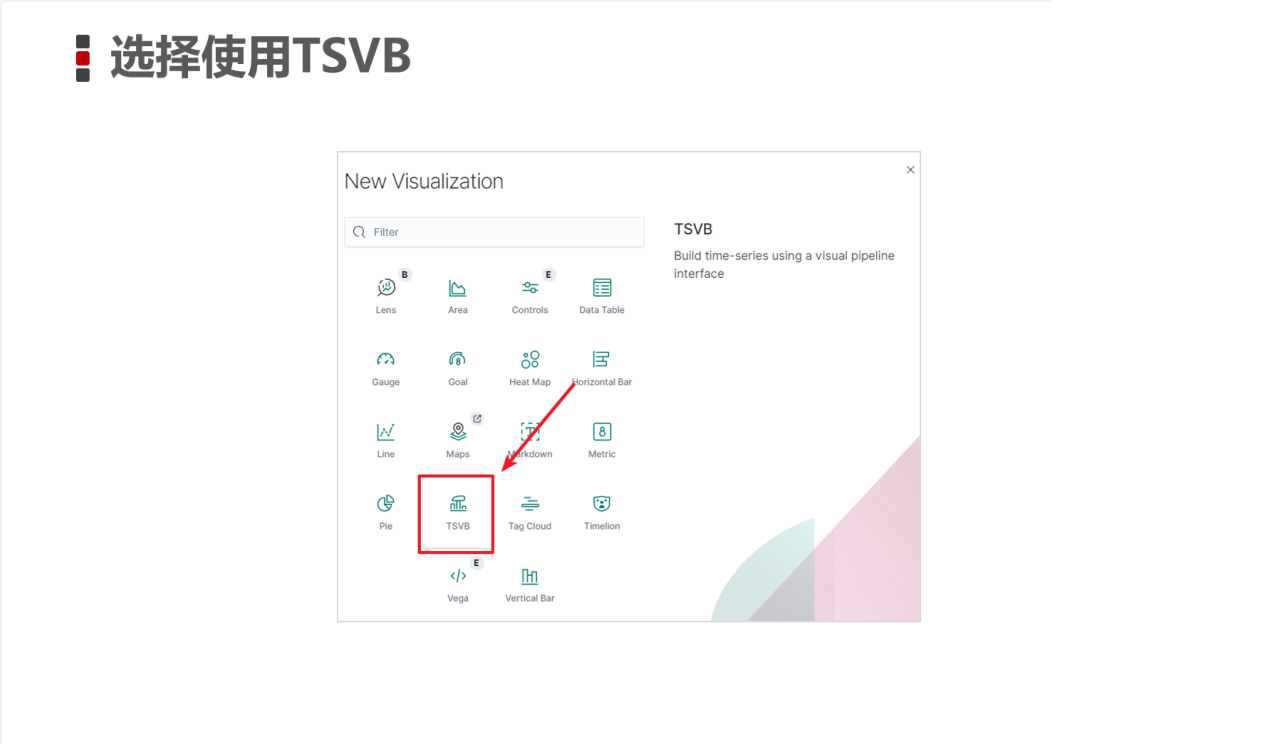 选择使用TSVB
New Visualization
Filter
TSVB
Build time-series using a visual pipeline
interface
B
E
Lens Area Controls Data Table
Gauge Goal Heat Map Horizontal Bar
8
Line Maps Markdown Metric
Pie TSVB Tag Cloud Timelion
E
Vega Vertical Bar